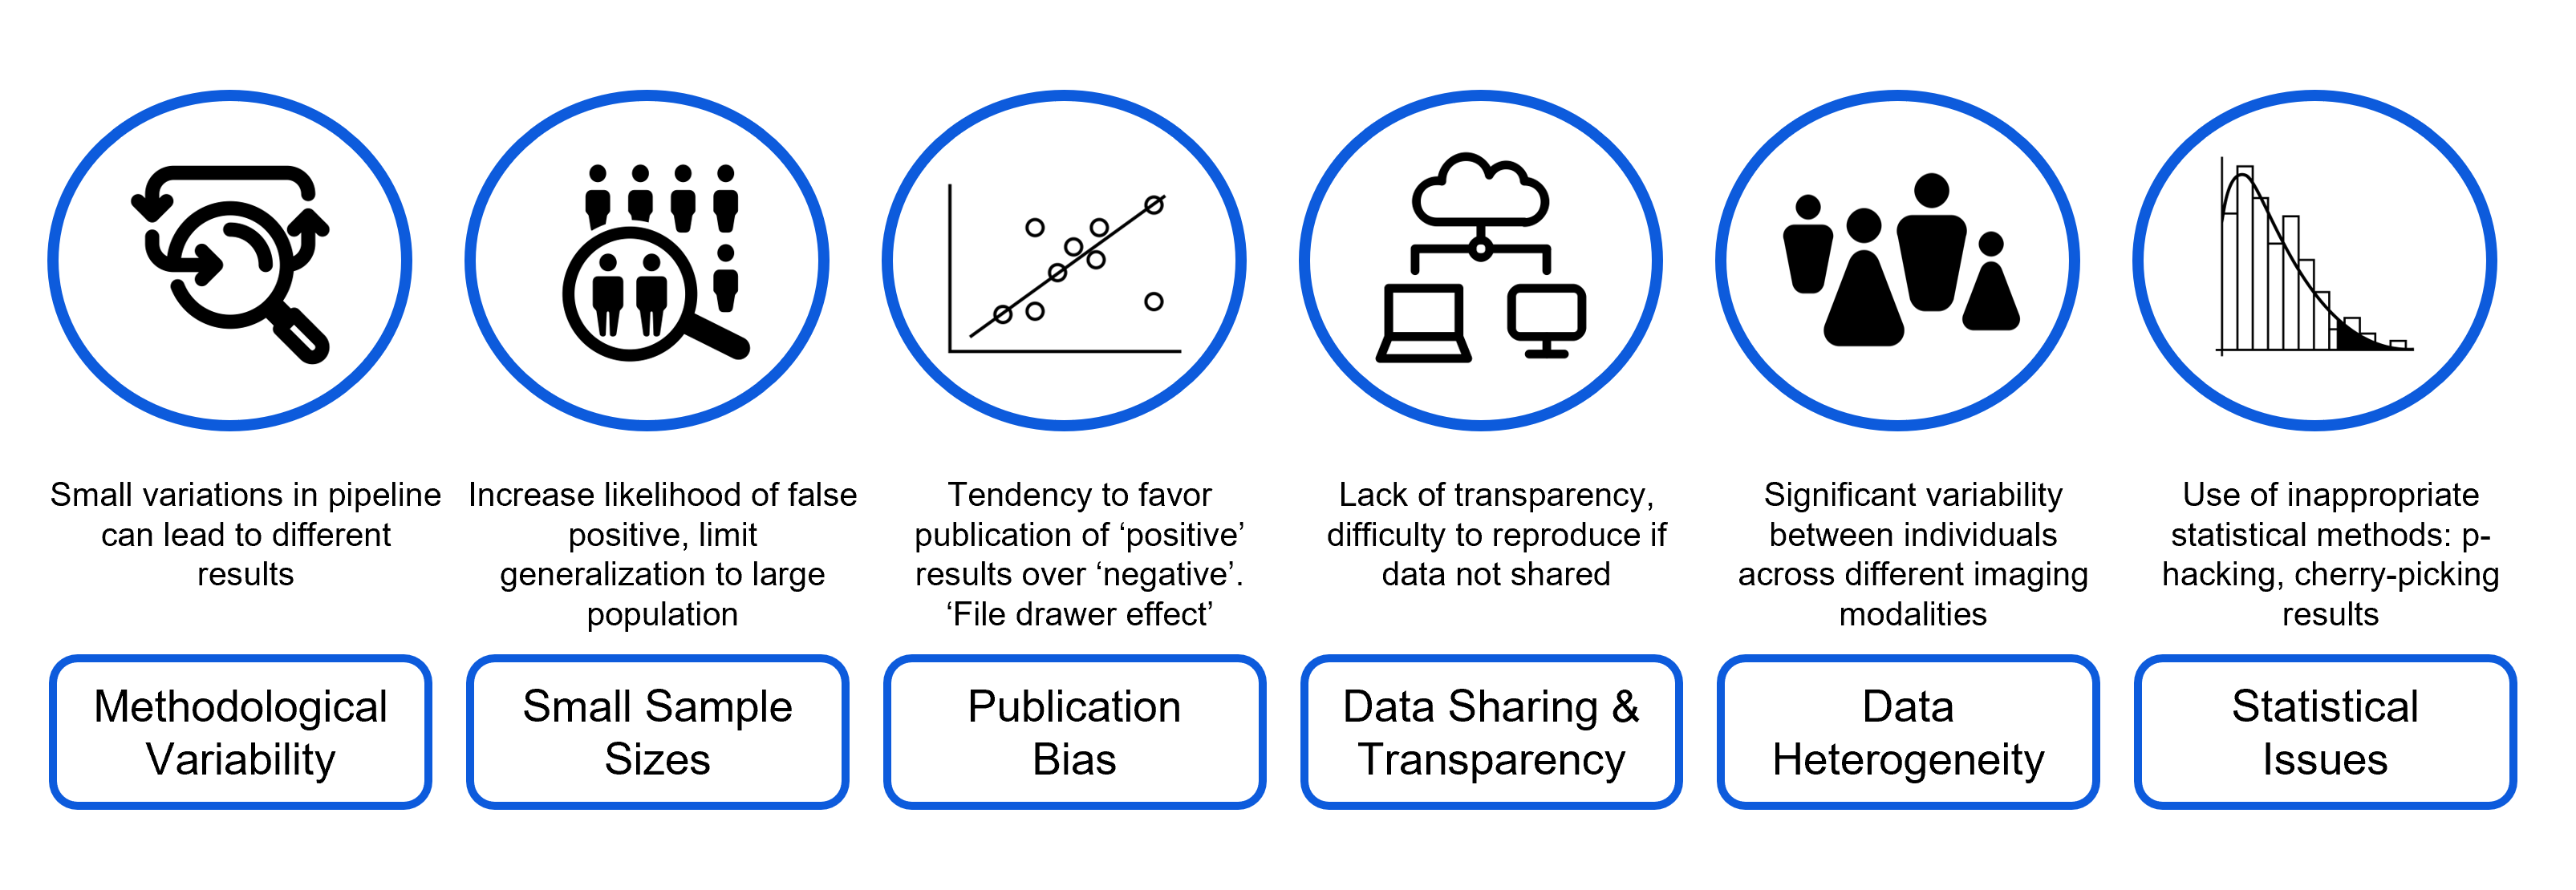 Small variations in pipeline
can lead to different
results
Methodological
Variability
Increase likelihood of false
positive, limit
generalization to large
population
Small Sample
Sizes
Tendency to favor
publication of ‘positive’
results over ‘negative’.
‘File drawer effect’
Publication
Bias
Lack of transparency,
difficulty to reproduce if
data not shared
Data Sharing &
Transparency
Significant variability
between individuals
across different imaging
modalities
Data
Heterogeneity
Use of inappropriate
statistical methods: p-
hacking, cherry-picking
results
Statistical
Issues